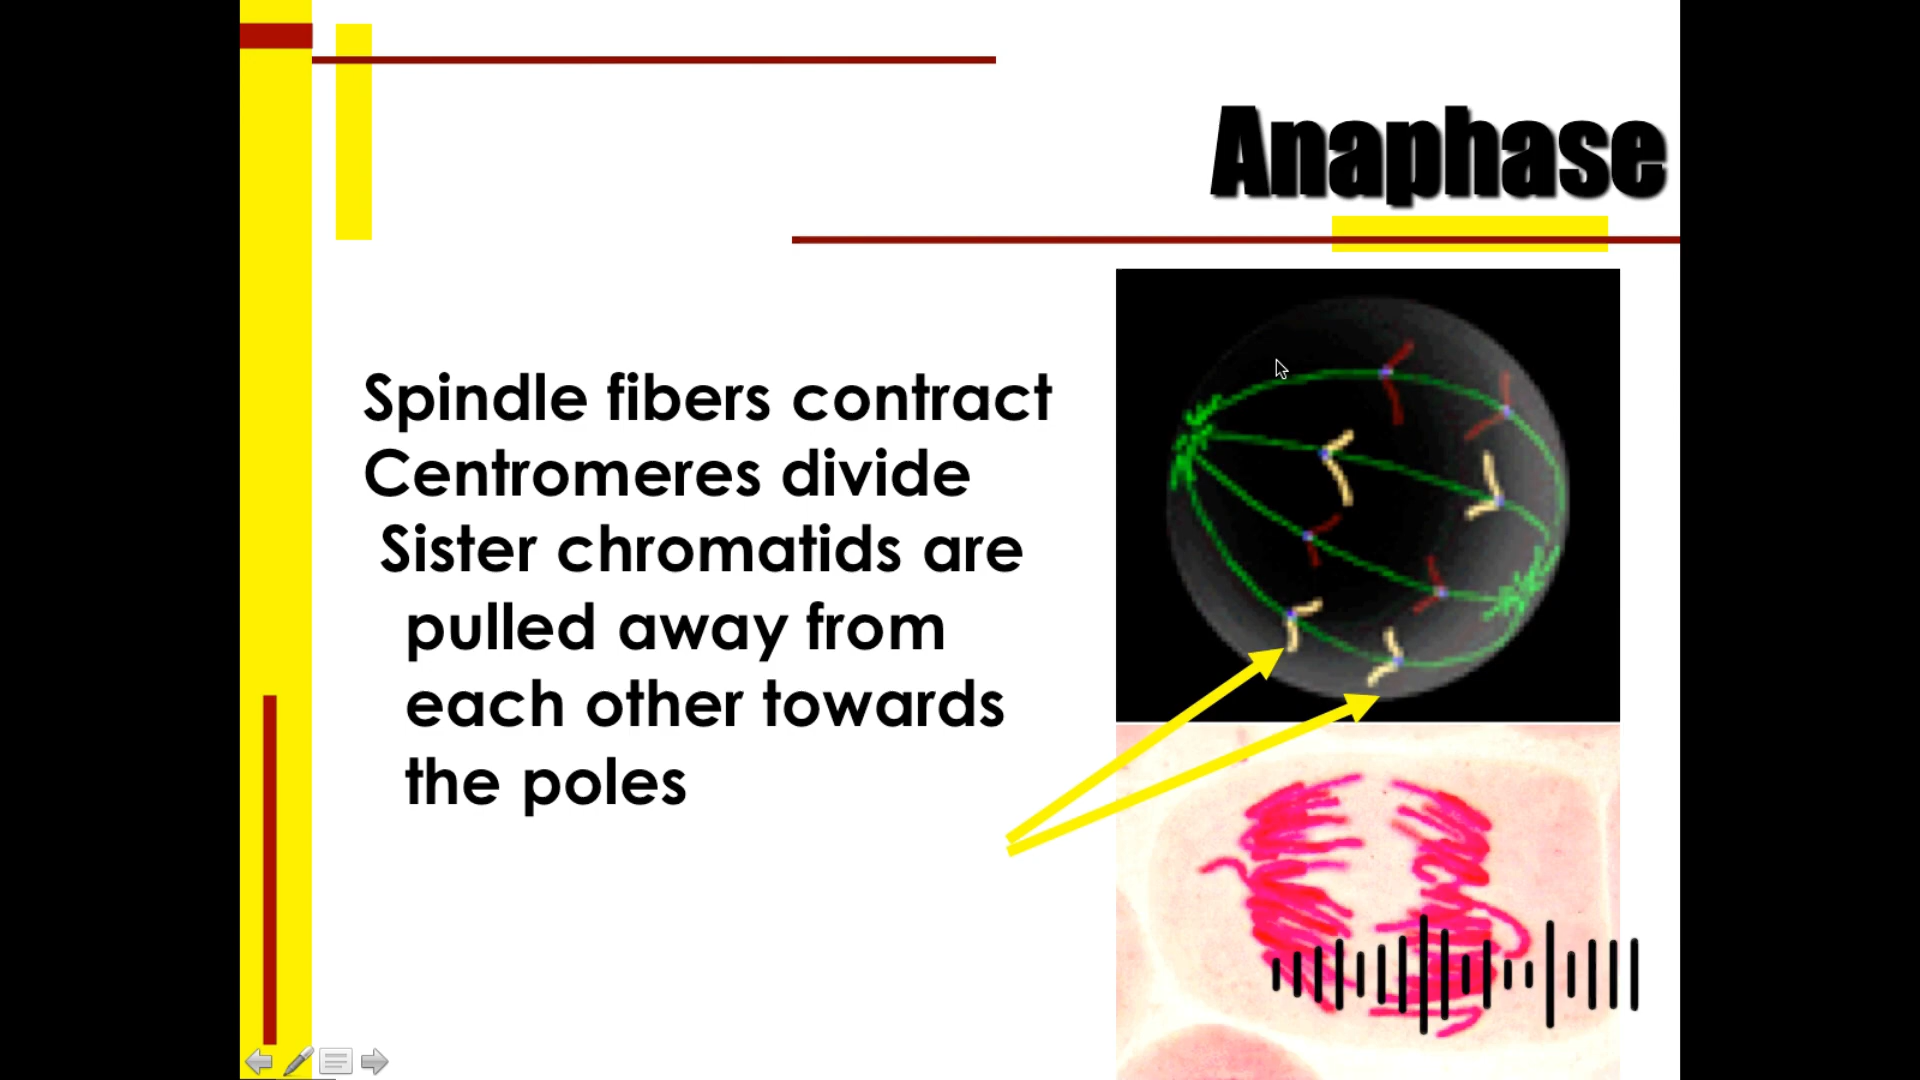 Anaphase
Spindle fibers contract
Centromeres divide
Sister chromatids are
pulled away from
each other towards
the poles